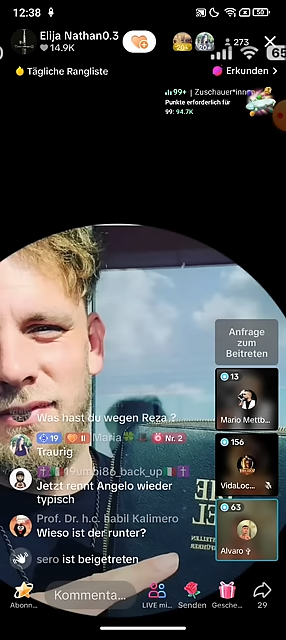 12:38
50
Elija Nathan0.3
14.9K
273
Tägliche Rangliste
Erkunden >
99+ | Zuschauer*innen
Punkte erforderlich für
99: 94.7K
Anfrage
zum
Beitreten
13
Mario Mettb...
Was hast du wegen Reza ?
19 II Maria Nr. 2
Traurig
156
VidaLoc...
19umbi86_back_up
Jetzt rennt Angelo wieder
typisch
63
Alvaro
Prof. Dr. h.c. habil Kalimero
Wieso ist der runter?
sero ist beigetreten
Kommenta...
Abonn...
LIVE mi...
Senden
Gesche...
29